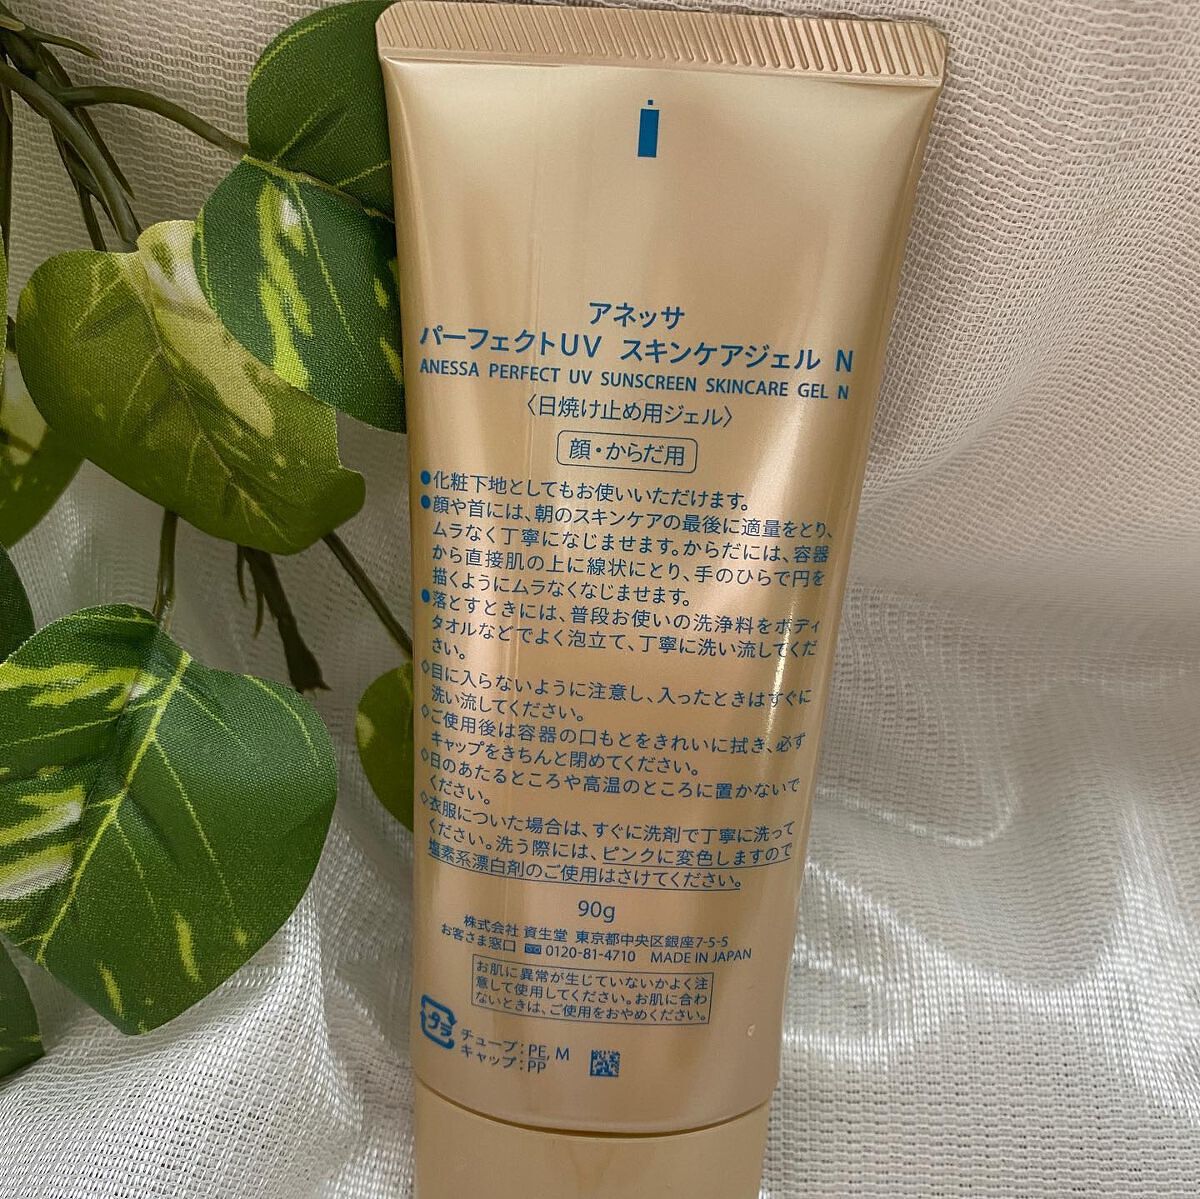 アネッサ
パーフェクトUV スキンケアジェル N
ANESSA PERFECT UV SUNSCREEN SKINCARE GEL N
〈日焼け止め用ジェル〉
顔・からだ用
●化粧下地としてもお使いいただけます。
●顔や首には、朝のスキンケアの最後に適量をとり、
ムラなく丁寧になじませます。からだには、容器
から直接肌の上に線状にとり、手のひらで円を
描くようにムラなくなじませます。
●落とすときには、普段お使いの洗浄料をボディ
タオルなどでよく泡立て、丁寧に洗い流してくだ
さい。
◇目に入らないように注意し、入ったときはすぐに
洗い流してください。
◇ご使用後は容器の口もとをきれいに拭き、必ず
キャップをきちんと閉めてください。
◇日のあたるところや高温のところに置かないで
ください。
◇衣服についた場合は、すぐに洗剤で丁寧に洗って
ください。洗う際には、ピンクに変色しますので
塩素系漂白剤のご使用はさけてください。
90g
株式会社 資生堂 東京都中央区銀座7-5-5
お客さま窓口 0120-81-4710 MADE IN JAPAN
お肌に異常が生じていないかよく注
意して使用してください。お肌に合わ
ないときは、ご使用をおやめください。
プラ
チューブ：PE, M
キャップ：PP